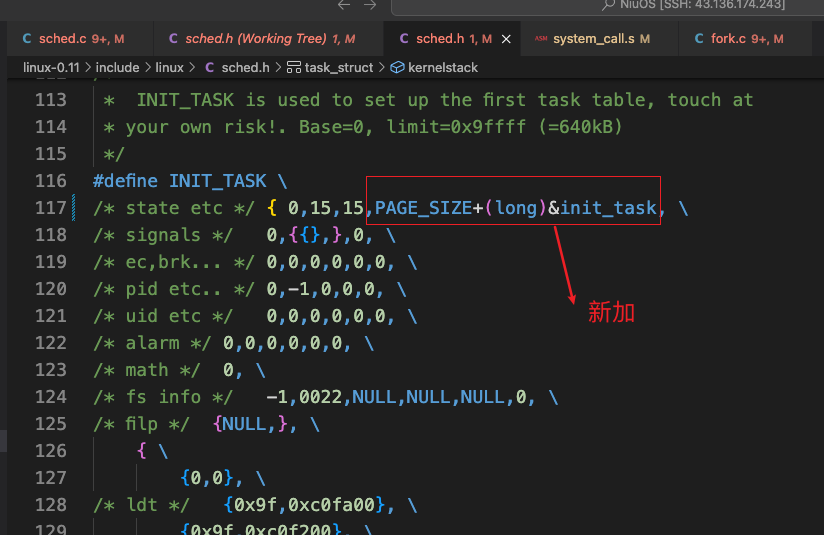 NiuOS [SSH: 43.136.174.243]
C sched.c 9+, M C sched.h (Working Tree) 1, M C sched.h 1, M × ASM system_call.s M C fork.c 9+, M
linux-0.11 > include > linux > C sched.h > task_struct > kernelstack
113 *  INIT_TASK is used to set up the first task table, touch at
114 * your own risk!. Base=0, limit=0x9ffff (=640kB)
115 */
116 #define INIT_TASK \
117 /* state etc */ { 0,15,15,PAGE_SIZE+(long)&init_task, \
118 /* signals */   0,{{},},0, \
119 /* ec,brk... */ 0,0,0,0,0,0, \
120 /* pid etc.. */ 0,-1,0,0,0, \
121 /* uid etc */   0,0,0,0,0,0, \
122 /* alarm */ 0,0,0,0,0,0, \
123 /* math */  0, \
124 /* fs info */   -1,0022,NULL,NULL,NULL,0, \
125 /* filp */  {NULL,}, \
126     { \
127         {0,0}, \
128 /* ldt */   {0x9f,0xc0fa00}, \
129         {0x9f,0xc0f200}, \
新加